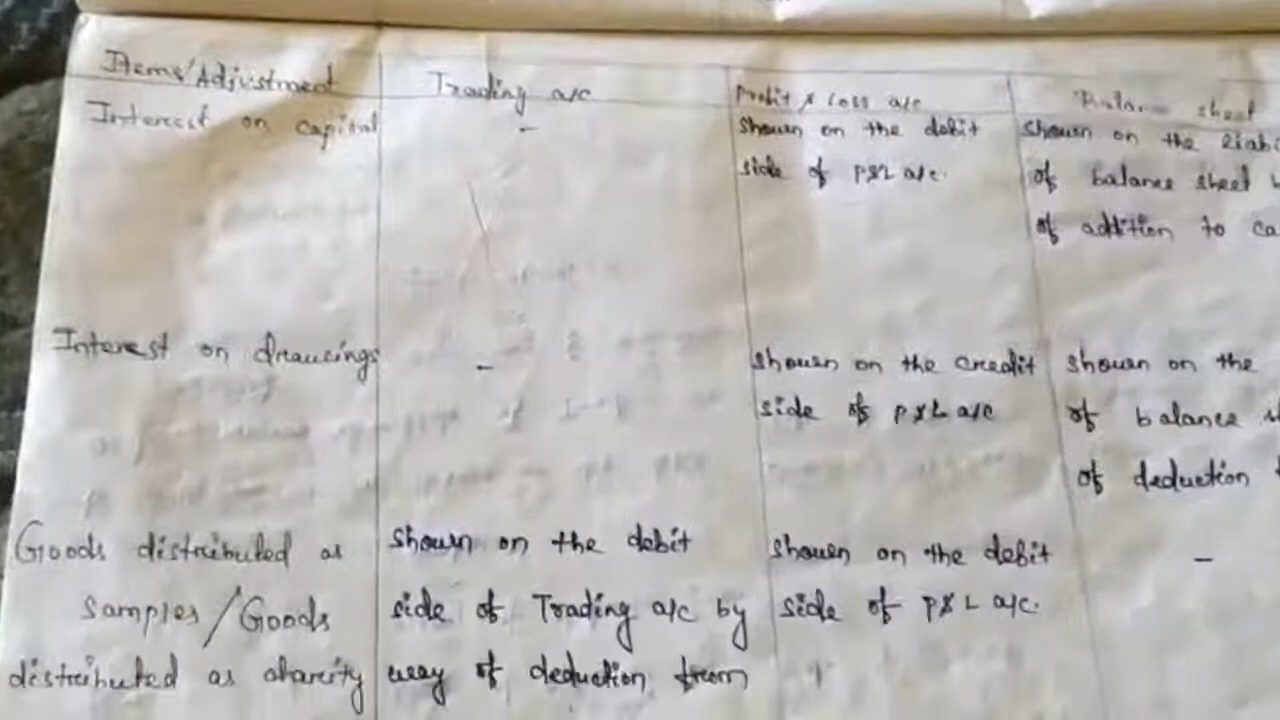 Items/Adjustment Trading a/c Profit & Loss a/c Balance sheet
Interest on capital - Shown on the debit Shown on the
side of P&L a/c. of balance sheet
of addition to
Interest on drawings - Shown on the credit Shown on the
side of P&L a/c of balance
of deduction
Goods distributed as Shown on the debit Shown on the debit -
Samples/Goods side of Trading a/c by side of P&L a/c.
distributed as charity way of deduction from